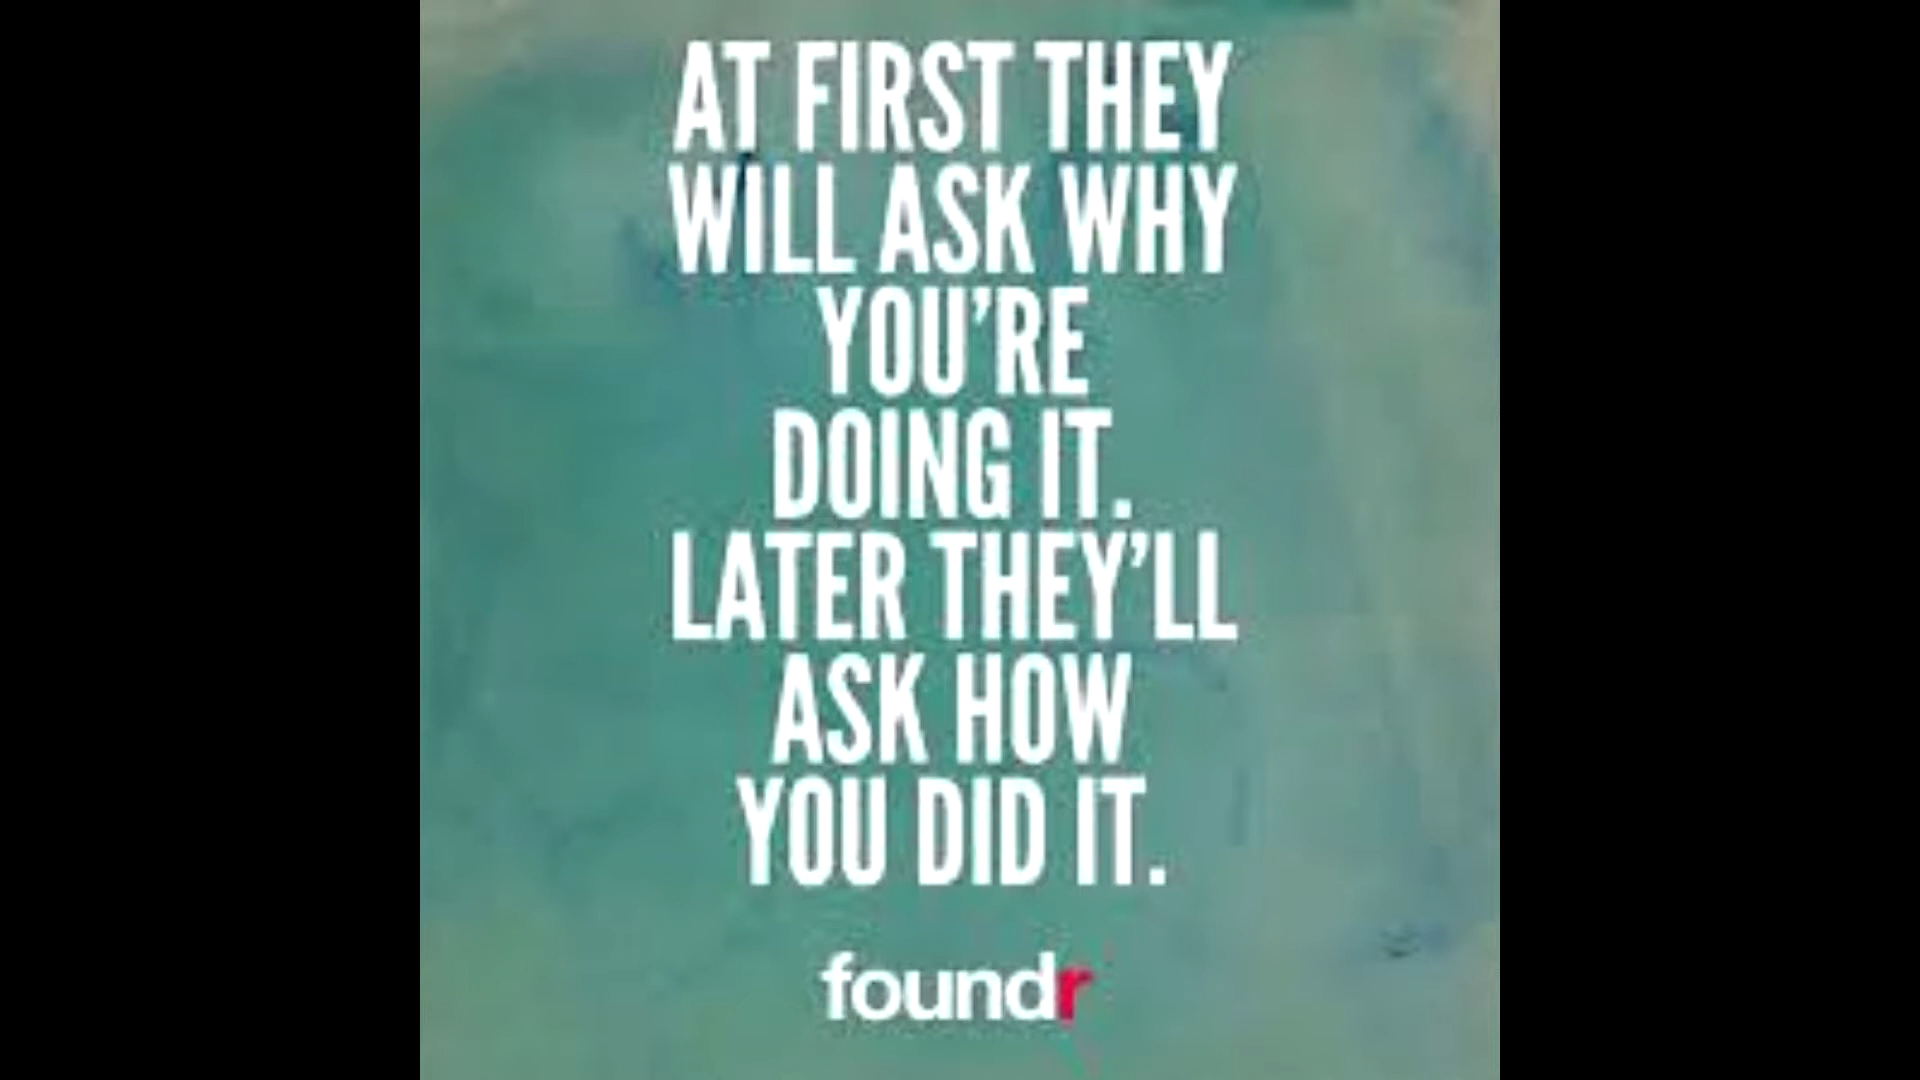 AT FIRST THEY
WILL ASK WHY
YOU’RE
DOING IT.
LATER THEY’LL
ASK HOW
YOU DID IT.
foundr